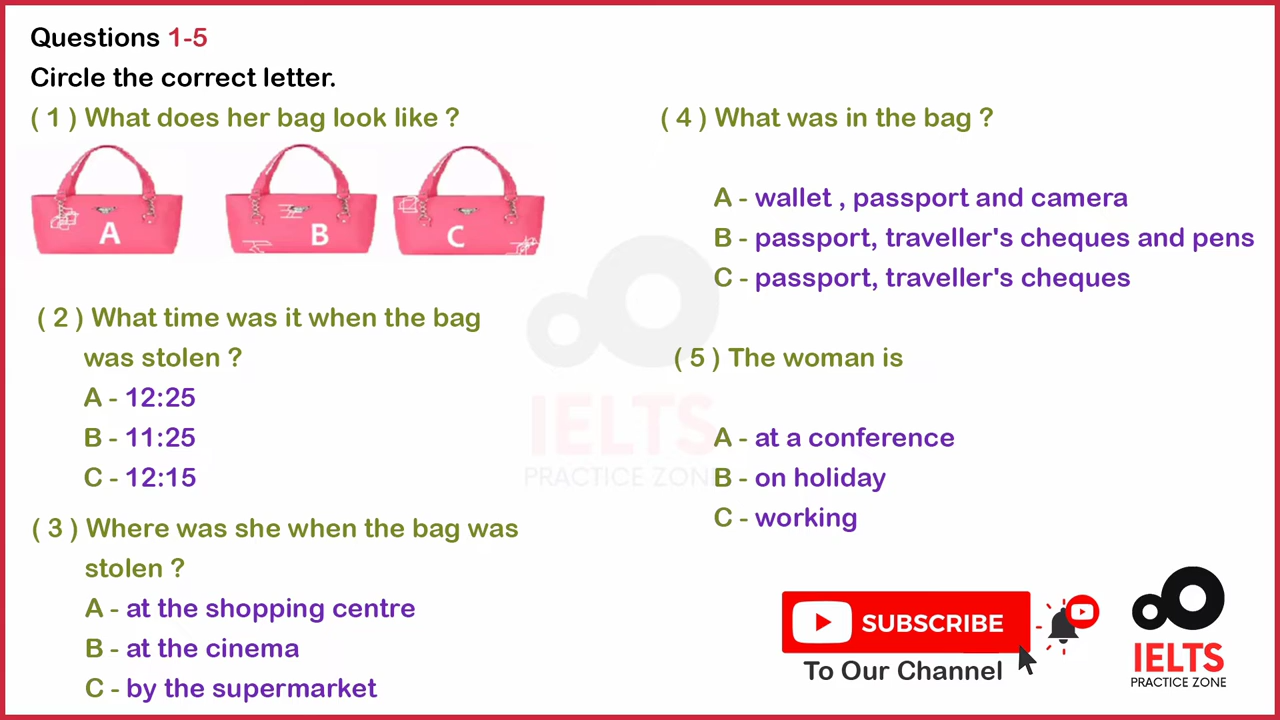 Questions 1-5
Circle the correct letter.
( 1 ) What does her bag look like ?
A
B
C
( 2 ) What time was it when the bag
was stolen ?
A - 12:25
B - 11:25
C - 12:15
( 3 ) Where was she when the bag was
stolen ?
A - at the shopping centre
B - at the cinema
C - by the supermarket
( 4 ) What was in the bag ?
A - wallet , passport and camera
B - passport, traveller's cheques and pens
C - passport, traveller's cheques
( 5 ) The woman is
A - at a conference
B - on holiday
C - working
IELTS
PRACTICE ZONE
SUBSCRIBE
To Our Channel
IELTS
PRACTICE ZONE